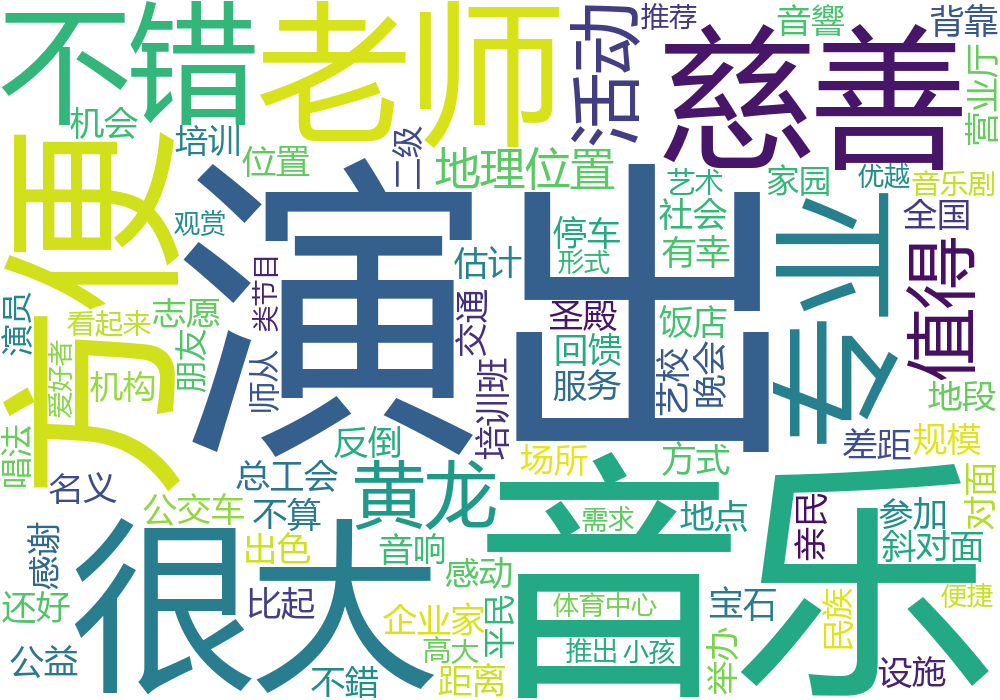 不错
老师
活动
推荐
音響
背靠
慈善
营业厅
机会
培训
二级
位置
地理位置
艺术
家园
优越
音乐剧
方便
演出
专业
观赏
社会
全国
停车
有幸
形式
估计
值得
类节目
演员
看起来
志愿
交通
圣殿
饭店
朋友
回馈
爱好者
机构
师从
培训班
服务
艺校
晚会
地段
唱法
反倒
差距
规模
名义
总工会
黄龙
场所
方式
对面
公交车
不算
音乐
需求
地点
亲民
参加
感谢
很大
出色
音响
斜对面
还好
比起
感动
企业家
平民
体育中心
宝石
民族
便捷
公益
高大
推出
小孩
举办
设施
不錯
距离